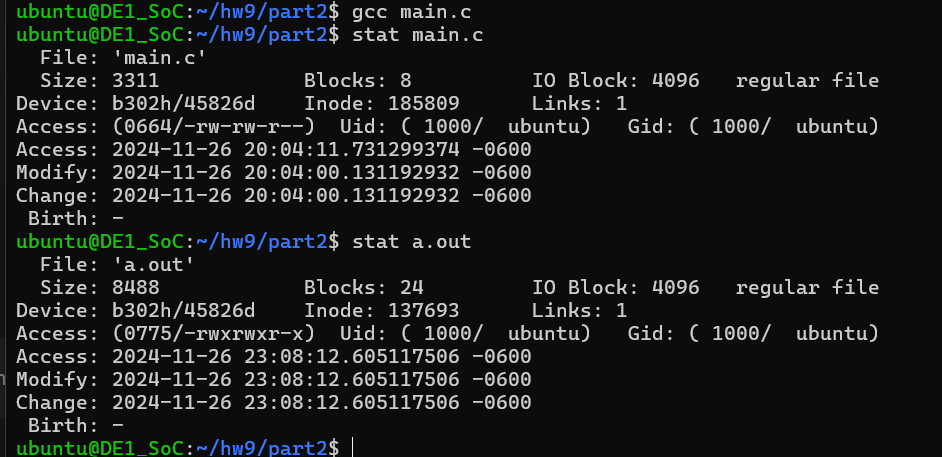 ubuntu@DE1_SoC:~/hw9/part2$ gcc main.c
ubuntu@DE1_SoC:~/hw9/part2$ stat main.c
  File: 'main.c'
  Size: 3311            Blocks: 8          IO Block: 4096   regular file
Device: b302h/45826d    Inode: 185809      Links: 1
Access: (0664/-rw-rw-r--)  Uid: ( 1000/  ubuntu)   Gid: ( 1000/  ubuntu)
Access: 2024-11-26 20:04:11.731299374 -0600
Modify: 2024-11-26 20:04:00.131192932 -0600
Change: 2024-11-26 20:04:00.131192932 -0600
 Birth: -
ubuntu@DE1_SoC:~/hw9/part2$ stat a.out
  File: 'a.out'
  Size: 8488            Blocks: 24         IO Block: 4096   regular file
Device: b302h/45826d    Inode: 137693      Links: 1
Access: (0775/-rwxrwxr-x)  Uid: ( 1000/  ubuntu)   Gid: ( 1000/  ubuntu)
Access: 2024-11-26 23:08:12.605117506 -0600
Modify: 2024-11-26 23:08:12.605117506 -0600
Change: 2024-11-26 23:08:12.605117506 -0600
 Birth: -
ubuntu@DE1_SoC:~/hw9/part2$